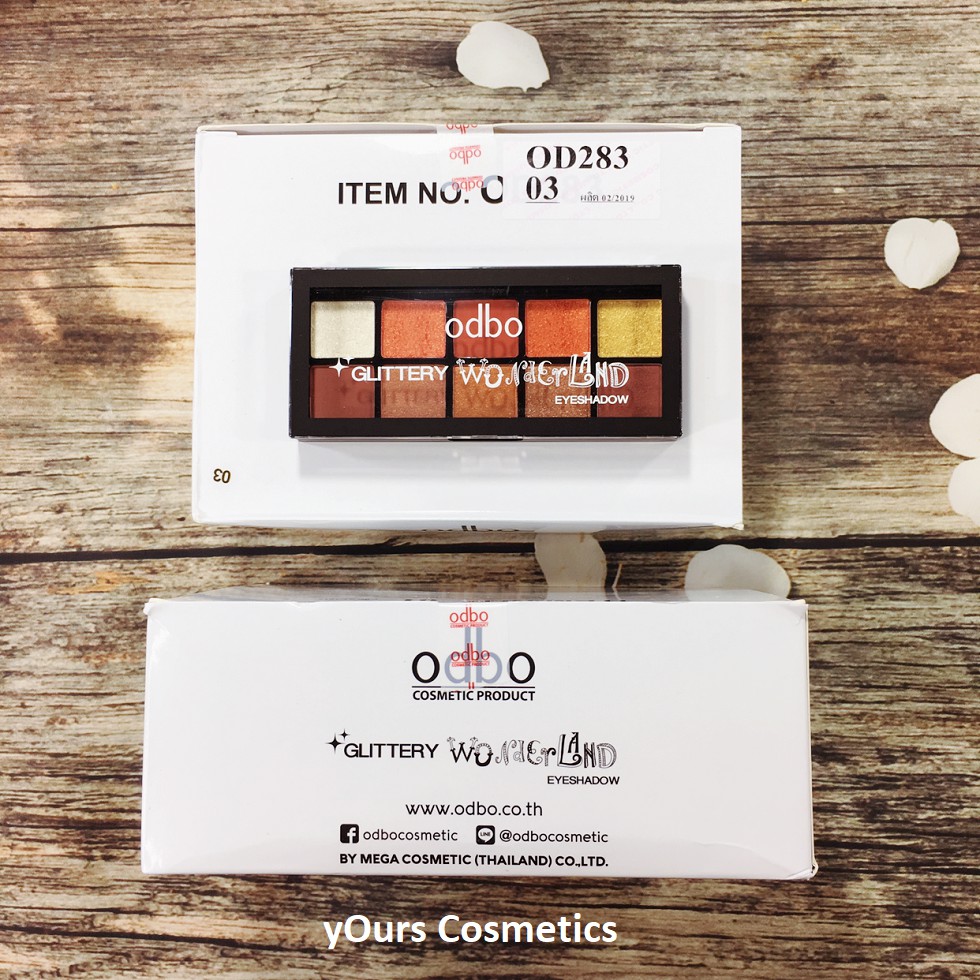 odbo
odbo
OD283
ITEM NO.
03
ผลิต 02/2019
odbo
GLITTERY WONDERLAND
EYESHADOW
03
odbo
odbo
odbo
odbo
COSMETIC PRODUCT
GLITTERY WONDERLAND
EYESHADOW
www.odbo.co.th
odbocosmetic @odbocosmetic
BY MEGA COSMETIC (THAILAND) CO.,LTD.
yOurs Cosmetics